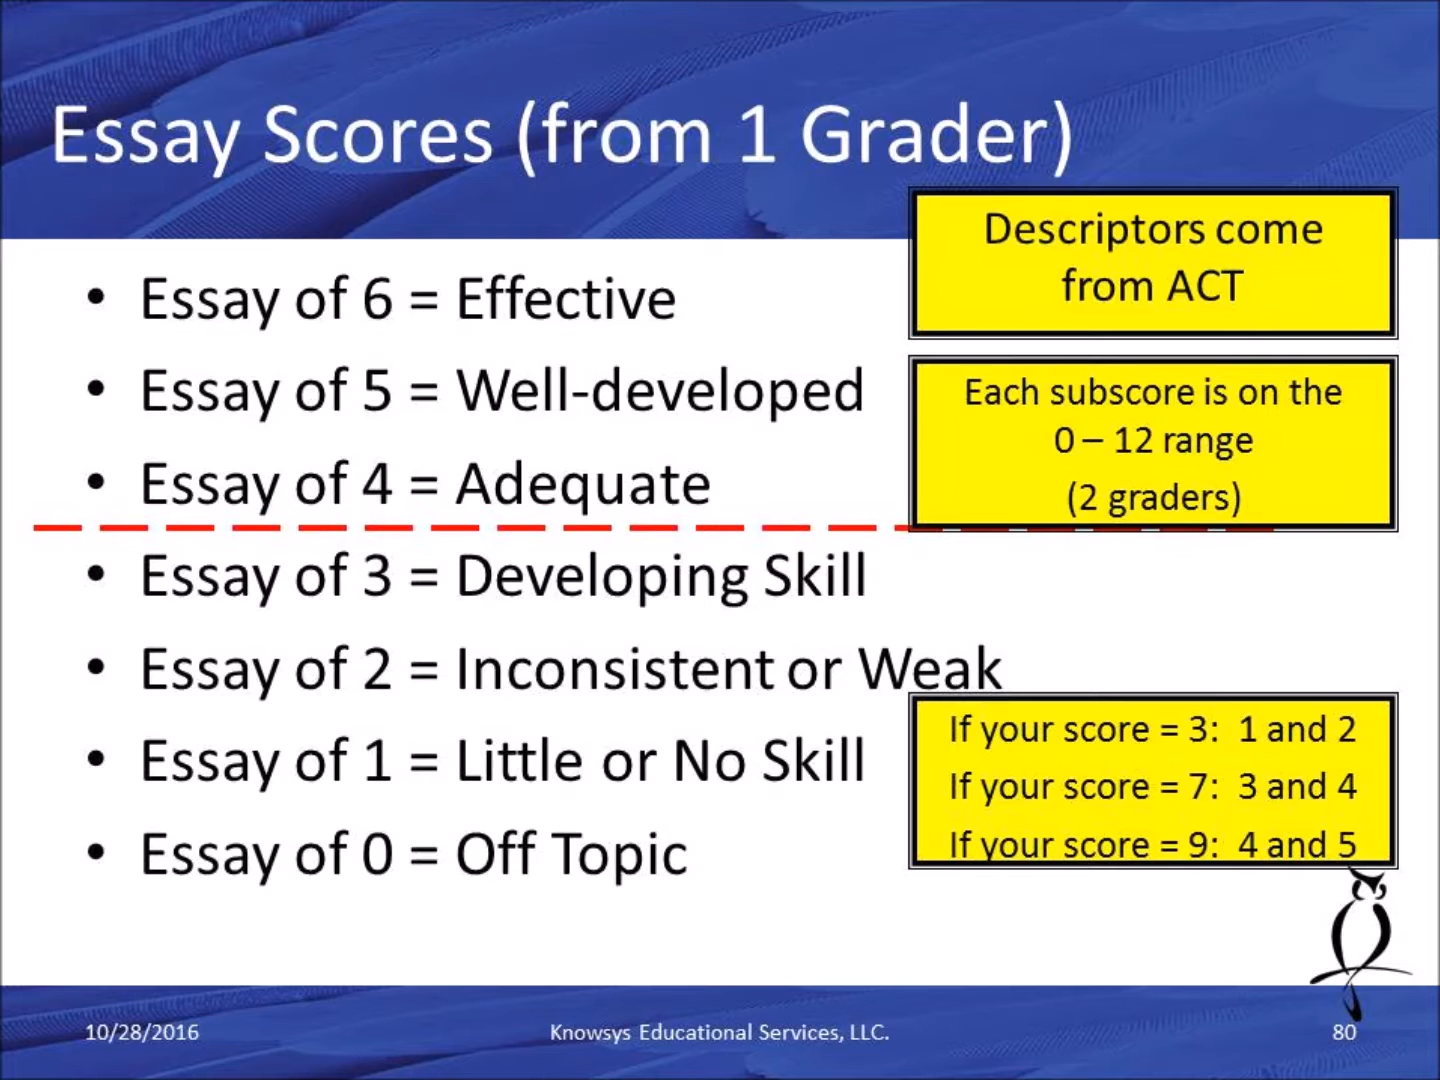 Essay Scores (from 1 Grader)
Descriptors come
from ACT
• Essay of 6 = Effective
• Essay of 5 = Well-developed
• Essay of 4 = Adequate
Each subscore is on the
0 – 12 range
(2 graders)
• Essay of 3 = Developing Skill
• Essay of 2 = Inconsistent or Weak
• Essay of 1 = Little or No Skill
• Essay of 0 = Off Topic
If your score = 3: 1 and 2
If your score = 7: 3 and 4
If your score = 9: 4 and 5
10/28/2016
Knowsys Educational Services, LLC.
80